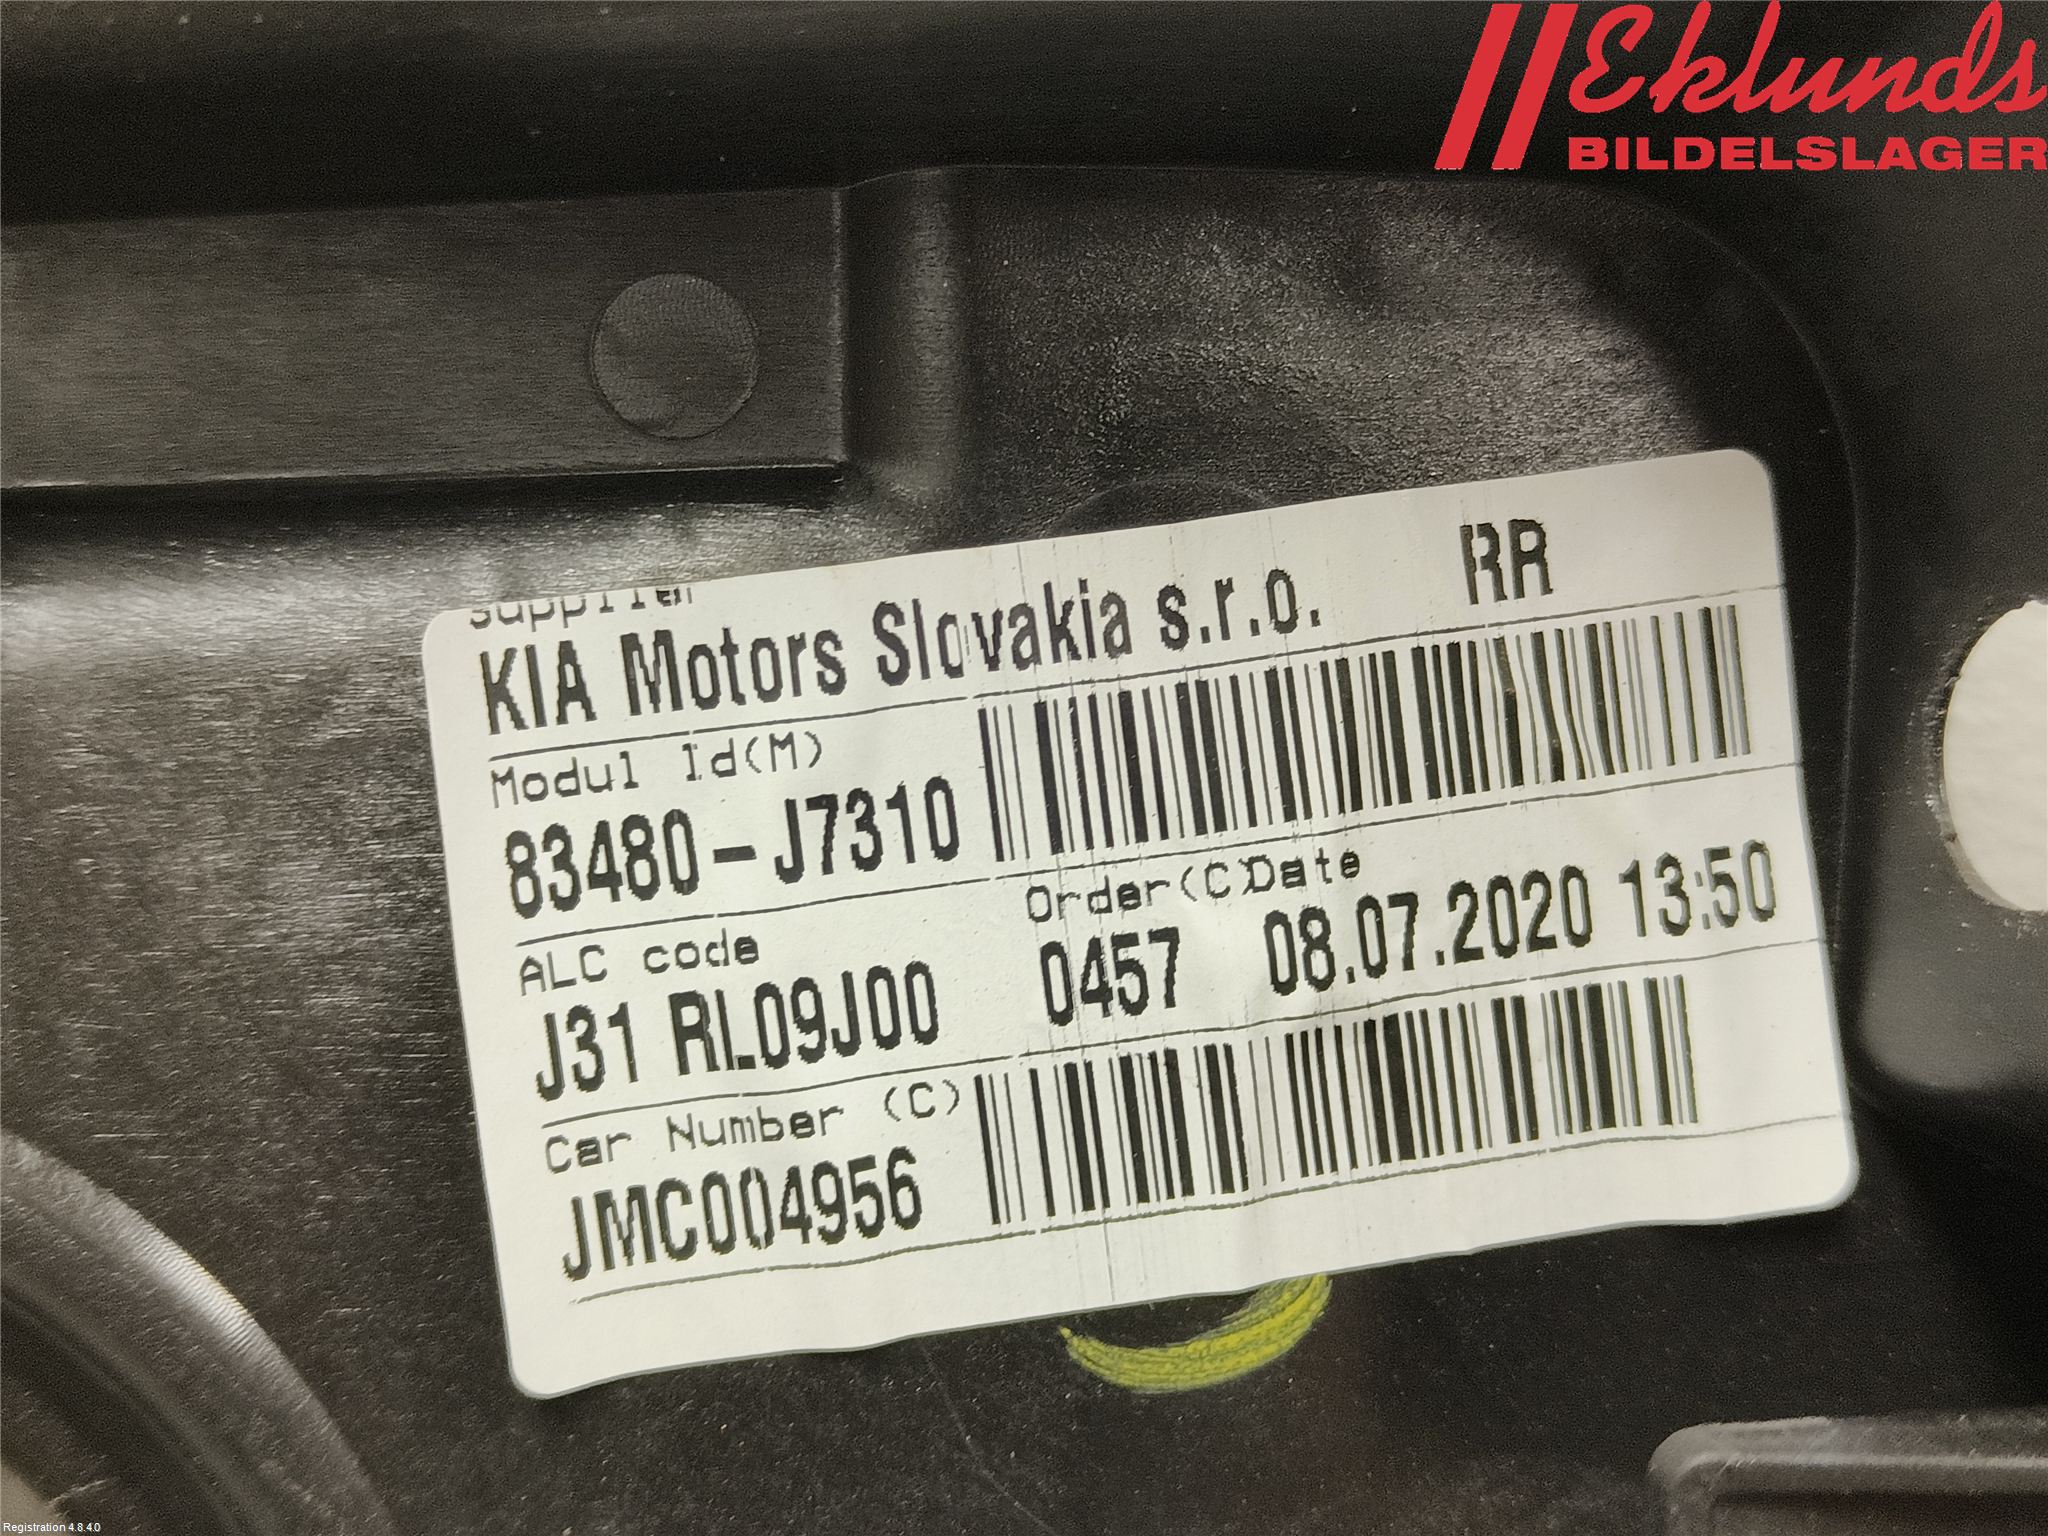 Eklunds
BILDELSLAGER
Supplier
KIA Motors Slovakia s.r.o. RR
Modul Id(M)
83480-J7310
ALC code Order(C) Date
J31 RL09J00 0457 08.07.2020 13:50
Car Number (C)
JMC004956
Registration 4.8.4.0